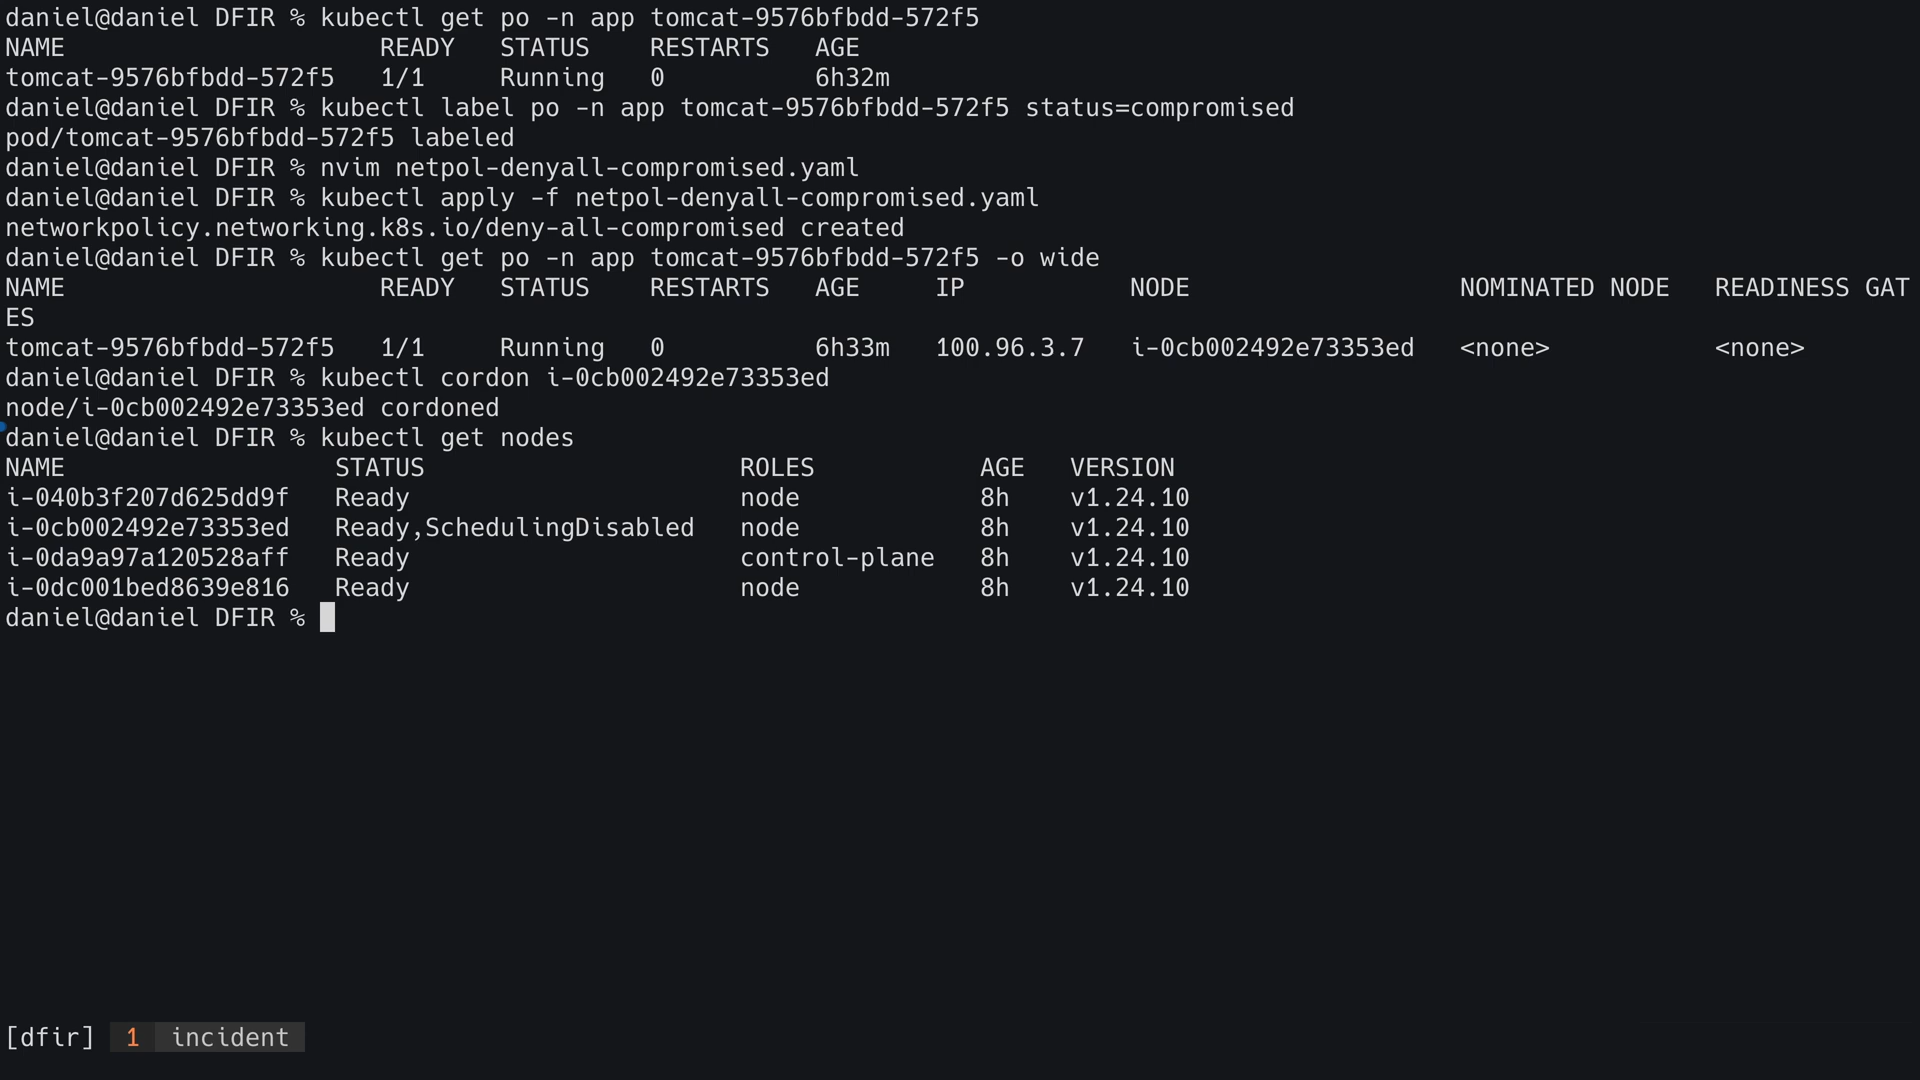 daniel@daniel DFIR % kubectl get po -n app tomcat-9576bfbdd-572f5
NAME                     READY   STATUS    RESTARTS   AGE
tomcat-9576bfbdd-572f5   1/1     Running   0          6h32m
daniel@daniel DFIR % kubectl label po -n app tomcat-9576bfbdd-572f5 status=compromised
pod/tomcat-9576bfbdd-572f5 labeled
daniel@daniel DFIR % nvim netpol-denyall-compromised.yaml
daniel@daniel DFIR % kubectl apply -f netpol-denyall-compromised.yaml
networkpolicy.networking.k8s.io/deny-all-compromised created
daniel@daniel DFIR % kubectl get po -n app tomcat-9576bfbdd-572f5 -o wide
NAME                     READY   STATUS    RESTARTS   AGE     IP           NODE                  NOMINATED NODE   READINESS GAT
ES
tomcat-9576bfbdd-572f5   1/1     Running   0          6h33m   100.96.3.7   i-0cb002492e73353ed   <none>           <none>
daniel@daniel DFIR % kubectl cordon i-0cb002492e73353ed
node/i-0cb002492e73353ed cordoned
daniel@daniel DFIR % kubectl get nodes
NAME                  STATUS                     ROLES           AGE   VERSION
i-040b3f207d625dd9f   Ready                      node            8h    v1.24.10
i-0cb002492e73353ed   Ready,SchedulingDisabled   node            8h    v1.24.10
i-0da9a97a120528aff   Ready                      control-plane   8h    v1.24.10
i-0dc001bed8639e816   Ready                      node            8h    v1.24.10
daniel@daniel DFIR %
[dfir]  1  incident